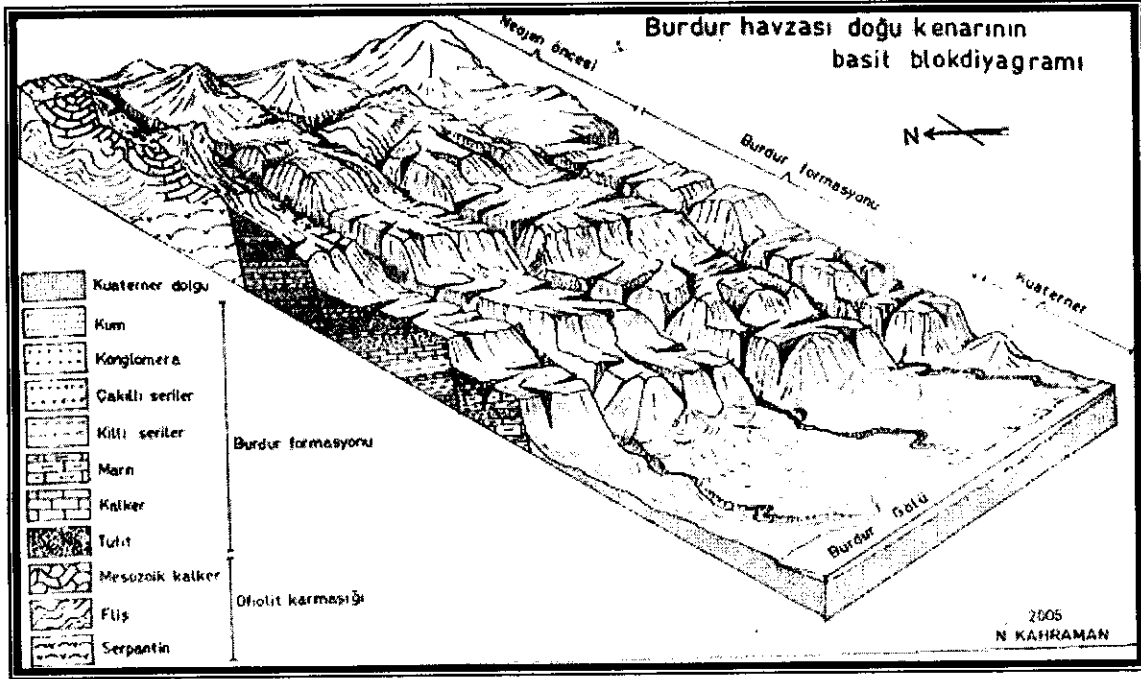 Burdur havzası doğu kenarının
basit blokdiyagramı
Neojen öncesi
N
Burdur formasyonu
Kuaterner
Kuaterner dolgu
Kum
Konglomera
Çakıllı seriler
Killi seriler
Marn
Kalker
Tüfit
Burdur formasyonu
Mesozoik kalker
Fliş
Serpantin
Ofiolit karmaşığı
Burdur Gölü
2005
N KAHRAMAN